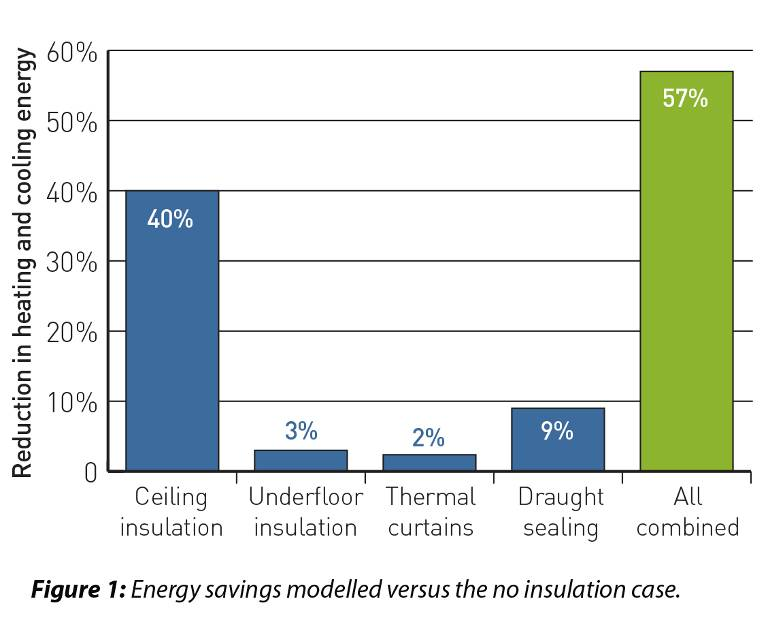 Reduction in heating and cooling energy
60%
50%
40%
30%
20%
10%
0
40%
3%
2%
9%
57%
Ceiling
insulation
Underfloor
insulation
Thermal
curtains
Draught
sealing
All
combined
Figure 1: Energy savings modelled versus the no insulation case.